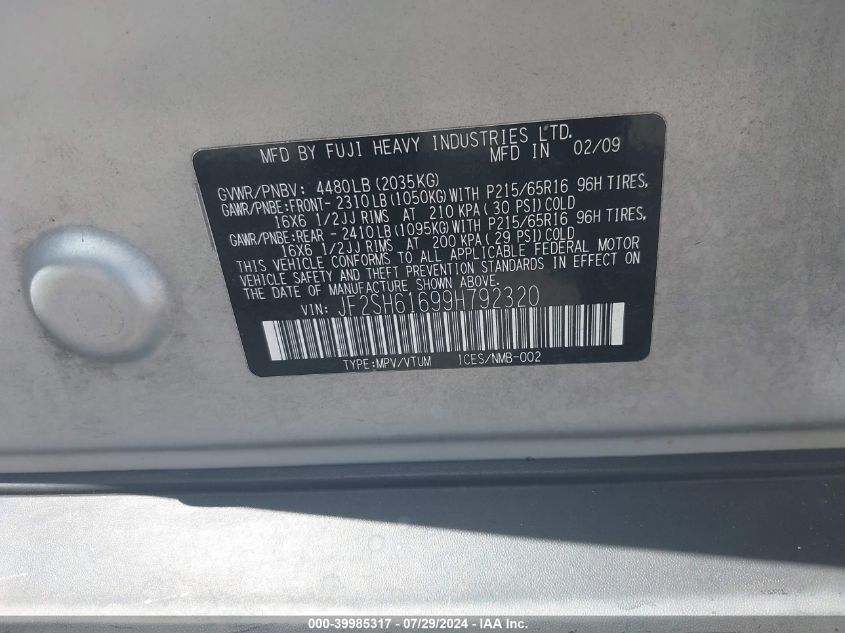 MFD BY FUJI HEAVY INDUSTRIES LTD.
MFD IN 02/09
GVWR/PNBV: 4480LB(2035KG)
GAWR/PNBE:FRONT- 2310LB(1050KG)WITH P215/65R16 96H TIRES,
16X6 1/2JJ RIMS AT 210 KPA(30 PSI)COLD
GAWR/PNBE:REAR - 2410LB(1095KG)WITH P215/65R16 96H TIRES,
16X6 1/2JJ RIMS AT 200 KPA(29 PSI)COLD
THIS VEHICLE CONFORMS TO ALL APPLICABLE FEDERAL MOTOR
VEHICLE SAFETY AND THEFT PREVENTION STANDARDS IN EFFECT ON
THE DATE OF MANUFACTURE SHOWN ABOVE.
VIN: JF2SH61699H792320
TYPE:MPV/VTUM ICES/NMB-002
000-39985317 - 07/29/2024 - IAA Inc.